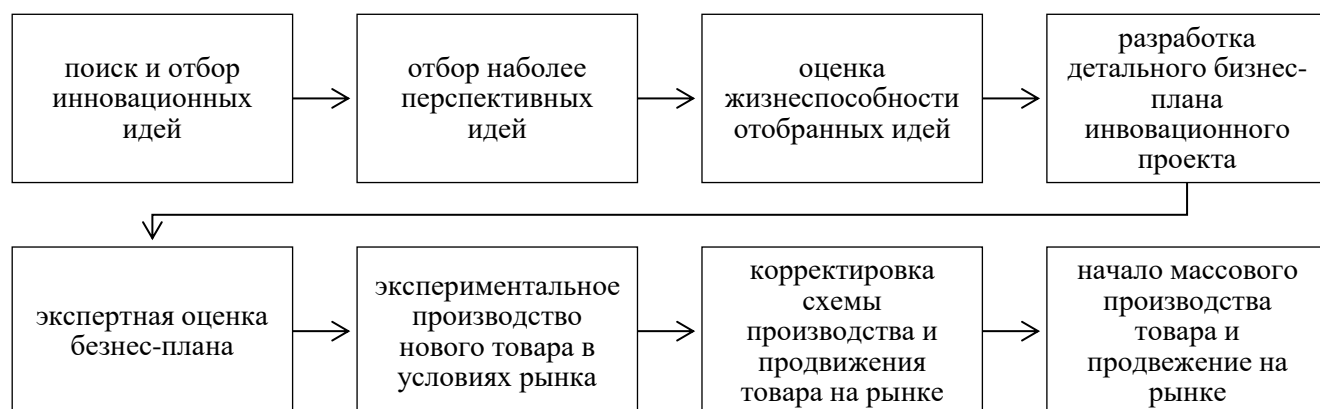 поиск и отбор
инновационных
идей
отбор наболее
перспективных
идей
оценка
жизнеспособности
отобранных идей
разработка
детального бизнес-
плана
инвовационного
проекта
экспертная оценка
безнес-плана
экспериментальное
производство
нового товара в
условиях рынка
корректировка
схемы
производства и
продвижения
товара на рынке
начало массового
производства
товара и
продвежение на
рынке